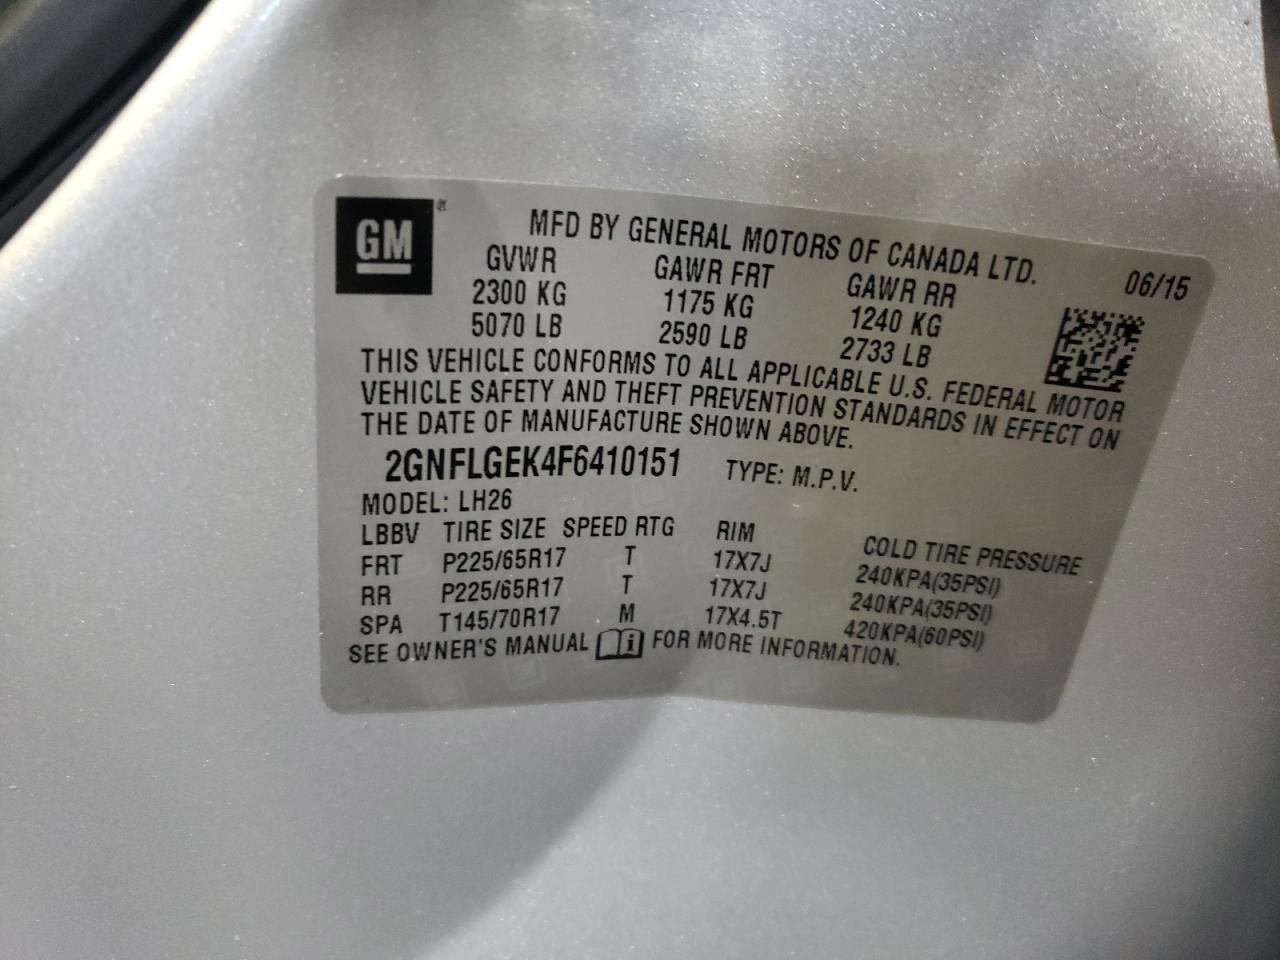 GM ®
MFD BY GENERAL MOTORS OF CANADA LTD.
GVWR GAWR FRT GAWR RR 06/15
2300 KG 1175 KG 1240 KG
5070 LB 2590 LB 2733 LB
THIS VEHICLE CONFORMS TO ALL APPLICABLE U.S. FEDERAL MOTOR
VEHICLE SAFETY AND THEFT PREVENTION STANDARDS IN EFFECT ON
THE DATE OF MANUFACTURE SHOWN ABOVE.
2GNFLGEK4F6410151 TYPE: M.P.V.
MODEL: LH26
LBBV TIRE SIZE SPEED RTG RIM COLD TIRE PRESSURE
FRT P225/65R17 T 17X7J 240KPA(35PSI)
RR P225/65R17 T 17X7J 240KPA(35PSI)
SPA T145/70R17 M 17X4.5T 420KPA(60PSI)
SEE OWNER'S MANUAL i FOR MORE INFORMATION.